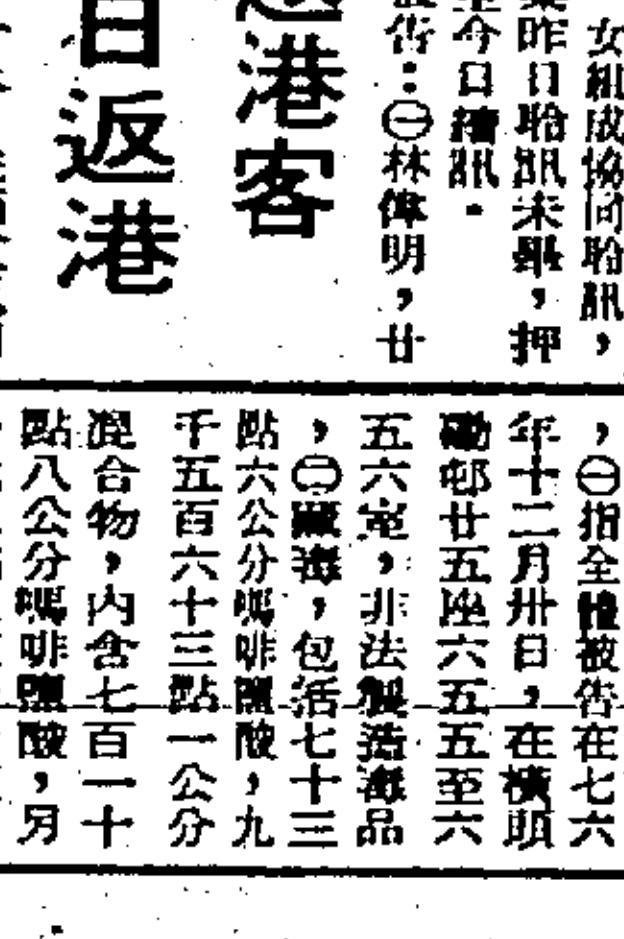 女組成協同聆訊，
案昨日聆訊未畢，押
至今日續訊。
被告：㊀林偉明，廿
港客
日返港
，㊀指全體被告在七六
年十二月卅日，在橫頭
磡邨廿五座六五五至六
五六室，非法製造毒品
，㊁藏毒，包括七十三
點六公分嗎啡鹽酸，九
千五百六十三點一公分
混合物，內含七百一十
點八公分嗎啡鹽酸，另